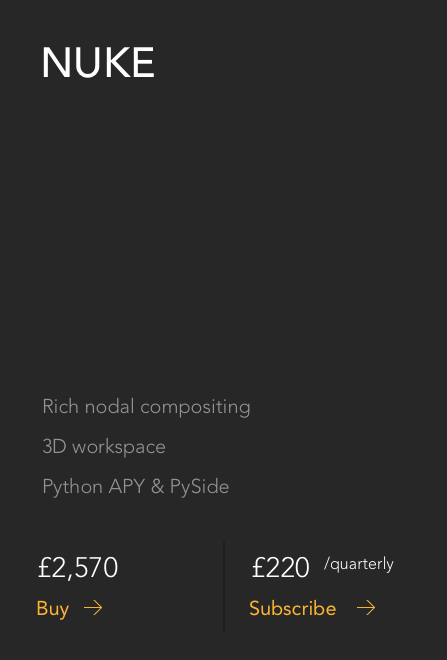 NUKE
Rich nodal compositing
3D workspace
Python APY & PySide
£2,570
Buy
£220 /quarterly
Subscribe